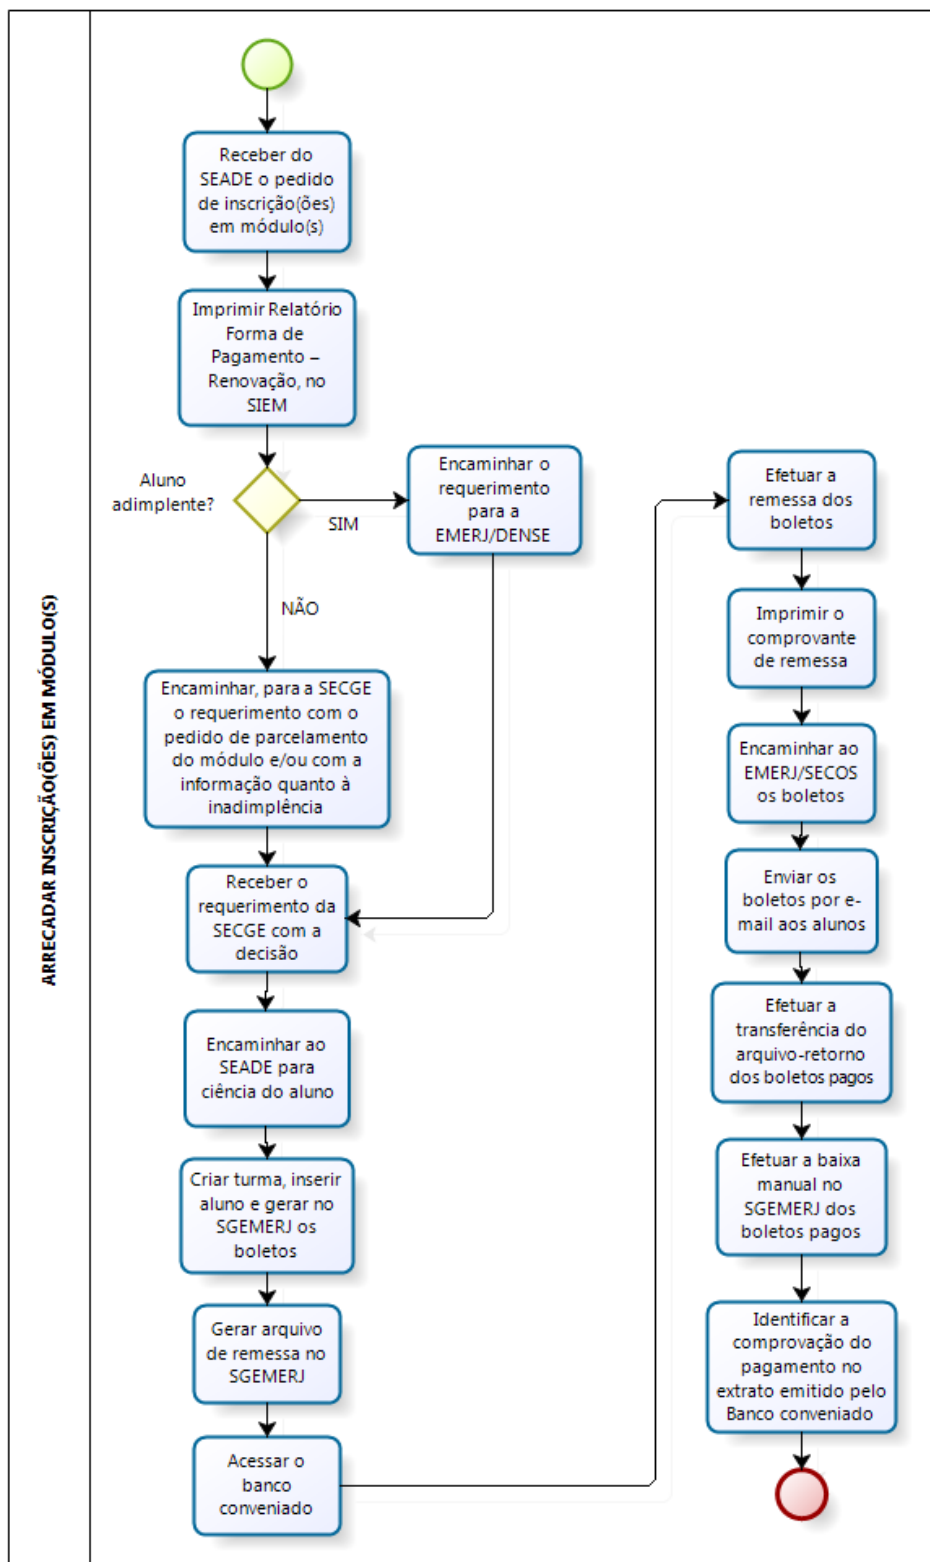 ARRECADAR INSCRIÇÃO(ÕES) EM MÓDULO(S)
Receber do
SEADE o pedido
de inscrição(ões)
em módulo(s)
Imprimir Relatório
Forma de
Pagamento –
Renovação, no
SIEM
Aluno
adimplente?
SIM
NÃO
Encaminhar o
requerimento
para a
EMERJ/DENSE
Encaminhar, para a SECGE
o requerimento com o
pedido de parcelamento
do módulo e/ou com a
informação quanto à
inadimplência
Receber o
requerimento da
SECGE com a
decisão
Encaminhar ao
SEADE para
ciência do aluno
Criar turma, inserir
aluno e gerar no
SGEMERJ os
boletos
Gerar arquivo
de remessa no
SGEMERJ
Acessar o
banco
conveniado
Efetuar a
remessa dos
boletos
Imprimir o
comprovante
de remessa
Encaminhar ao
EMERJ/SECOS
os boletos
Enviar os
boletos por e-
mail aos alunos
Efetuar a
transferência do
arquivo-retorno
dos boletos pagos
Efetuar a baixa
manual no
SGEMERJ dos
boletos pagos
Identificar a
comprovação do
pagamento no
extrato emitido pelo
Banco conveniado